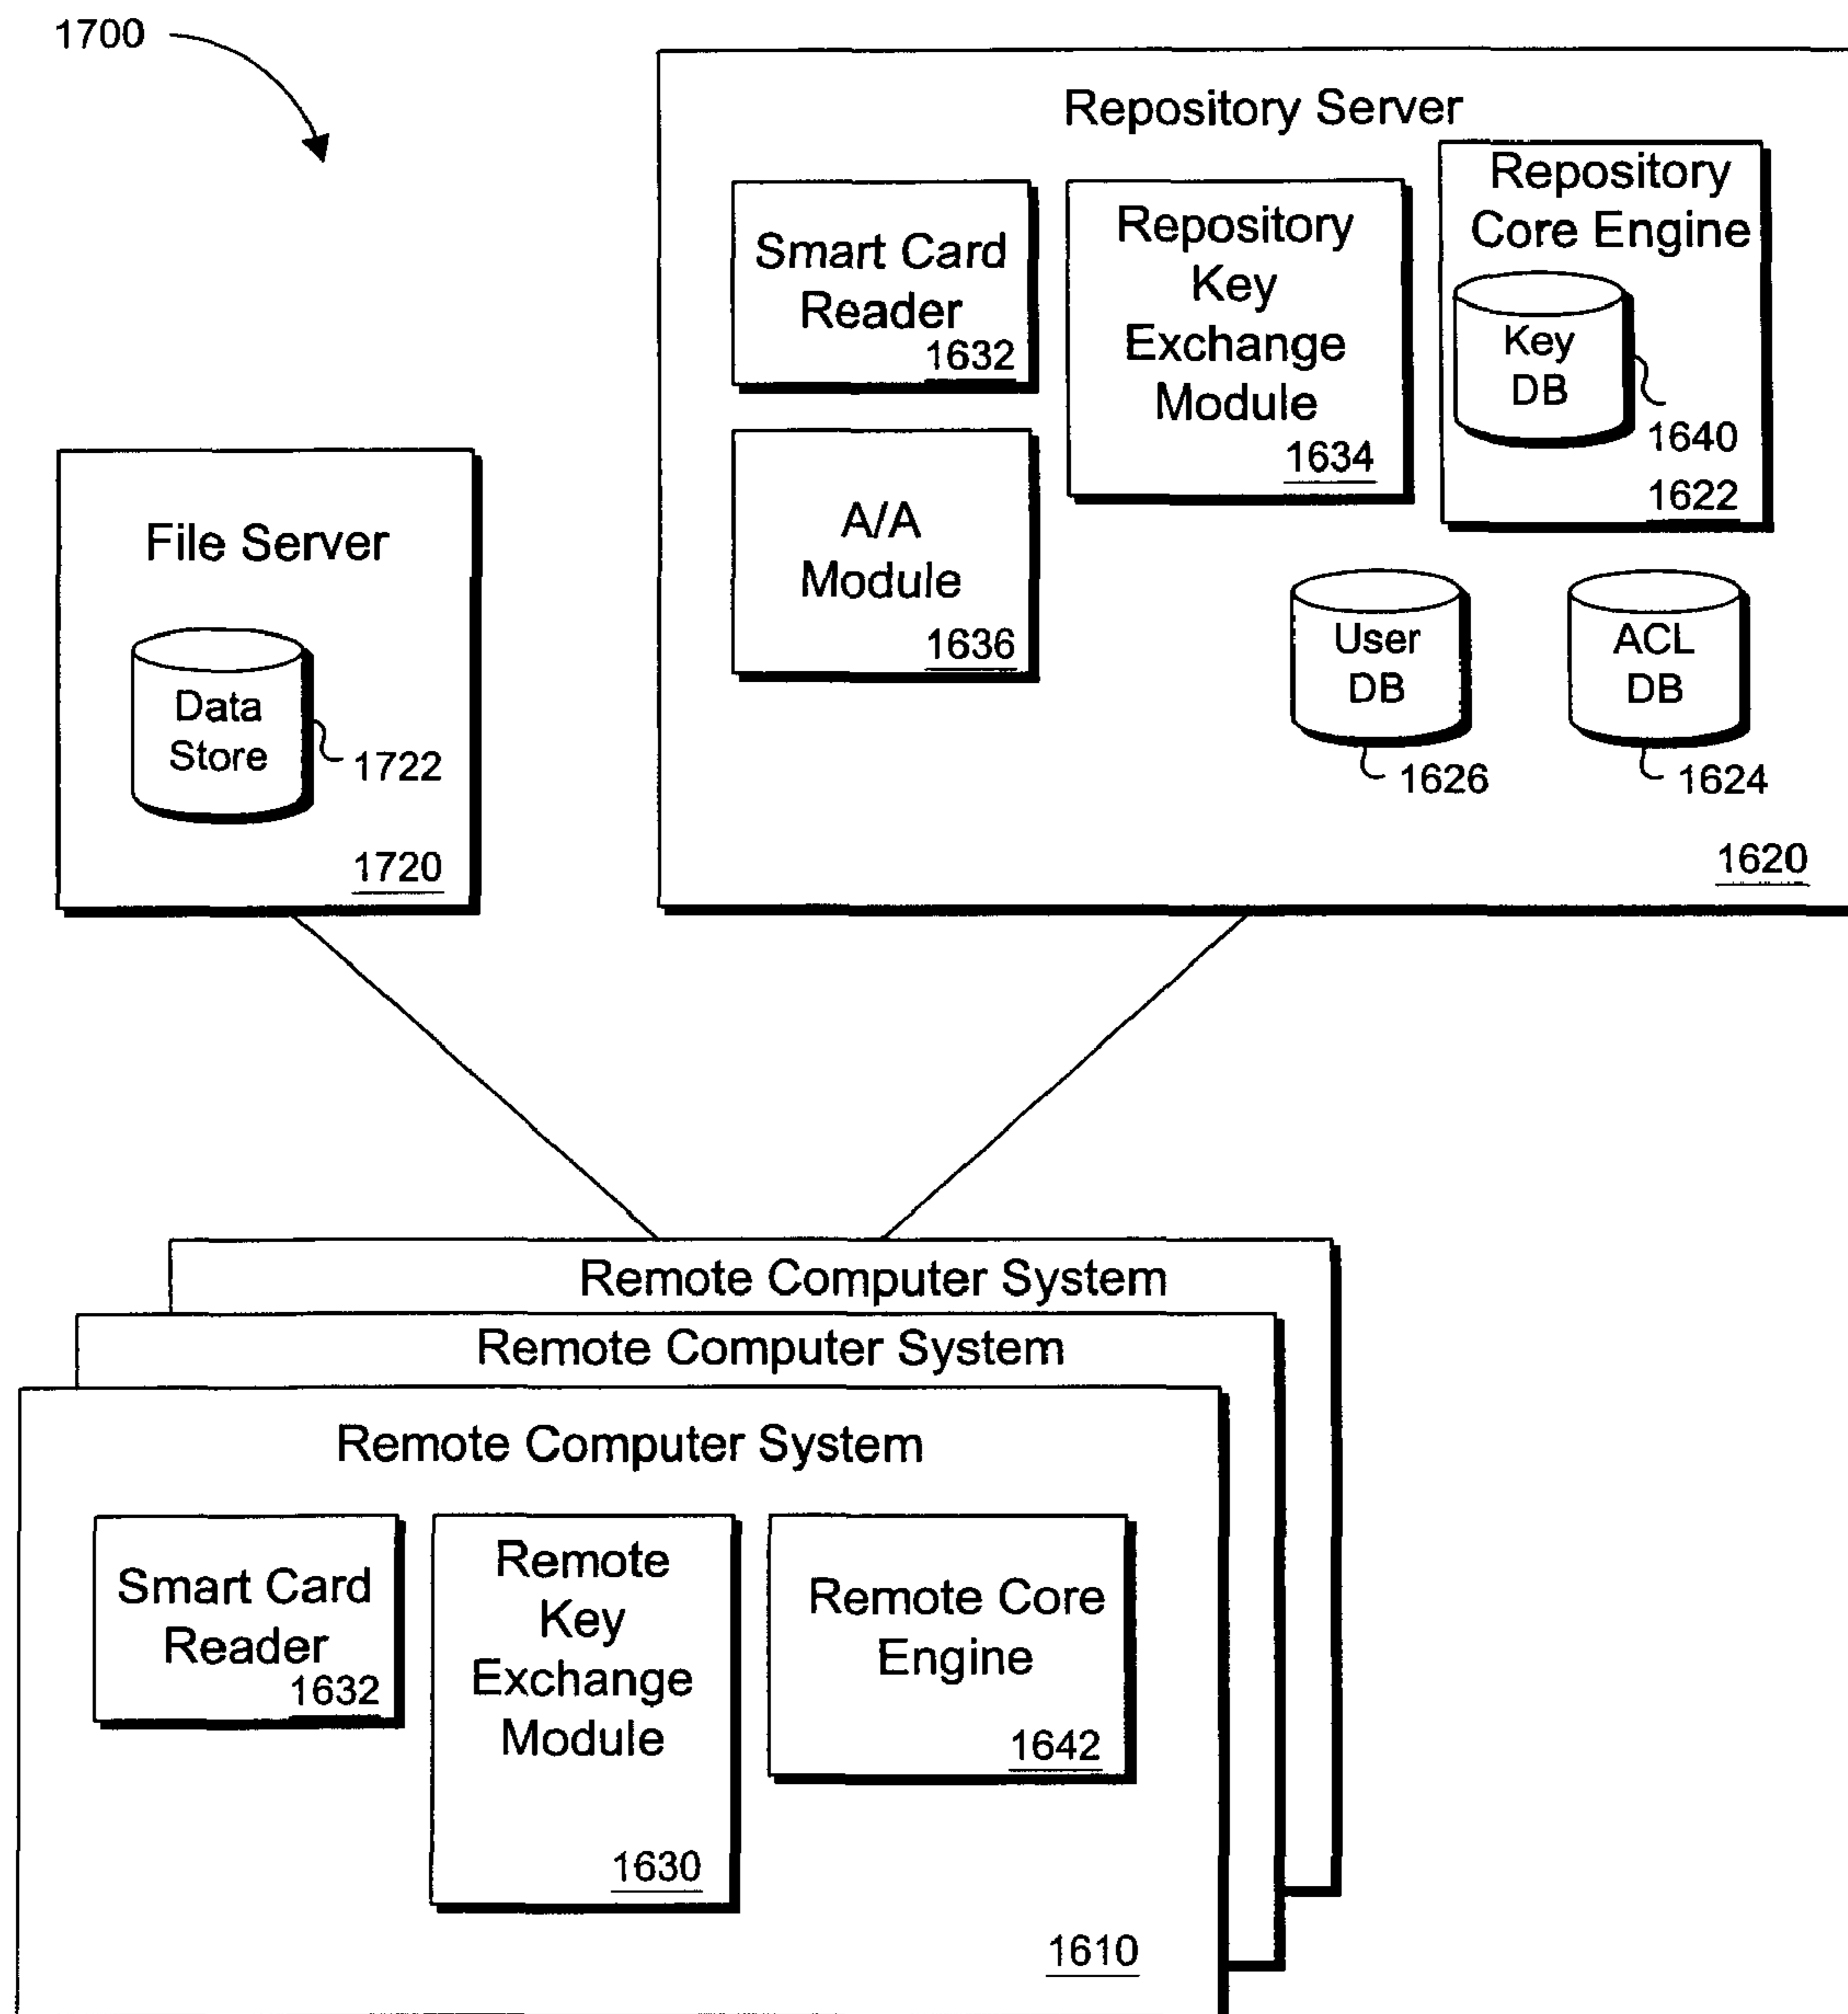 1700
Repository Server
Smart Card
Reader
1632
Repository
Key
Exchange
Module
1634
Repository
Core Engine
Key
DB
1640
1622
A/A
Module
1636
User
DB
1626
ACL
DB
1624
1620
File Server
Data
Store
1722
1720
Remote Computer System
Remote Computer System
Remote Computer System
Smart Card
Reader
1632
Remote
Key
Exchange
Module
1630
Remote Core
Engine
1642
1610